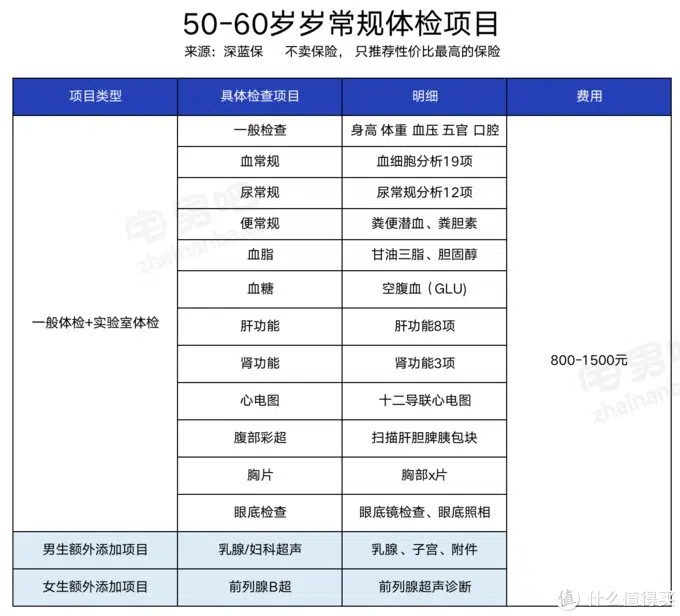 50-60岁岁常规体检项目
来源：深蓝保 不卖保险，只推荐性价比最高的保险
项目类型 具体检查项目 明细 费用
一般检查 身高 体重 血压 五官 口腔
血常规 血细胞分析19项
尿常规 尿常规分析12项
便常规 粪便潜血、粪胆素
血脂 甘油三脂、胆固醇
血糖 空腹血（GLU)
一般体检+实验室体检
肝功能 肝功能8项
800-1500元
肾功能 肾功能3项
心电图 十二导联心电图
腹部彩超 扫描肝胆脾胰包块
胸片 胸部x片
眼底检查 眼底镜检查、眼底照相
男生额外添加项目 乳腺/妇科超声 乳腺、子宫、附件
女生额外添加项目 前列腺B超 前列腺超声诊断
值 什么值得买